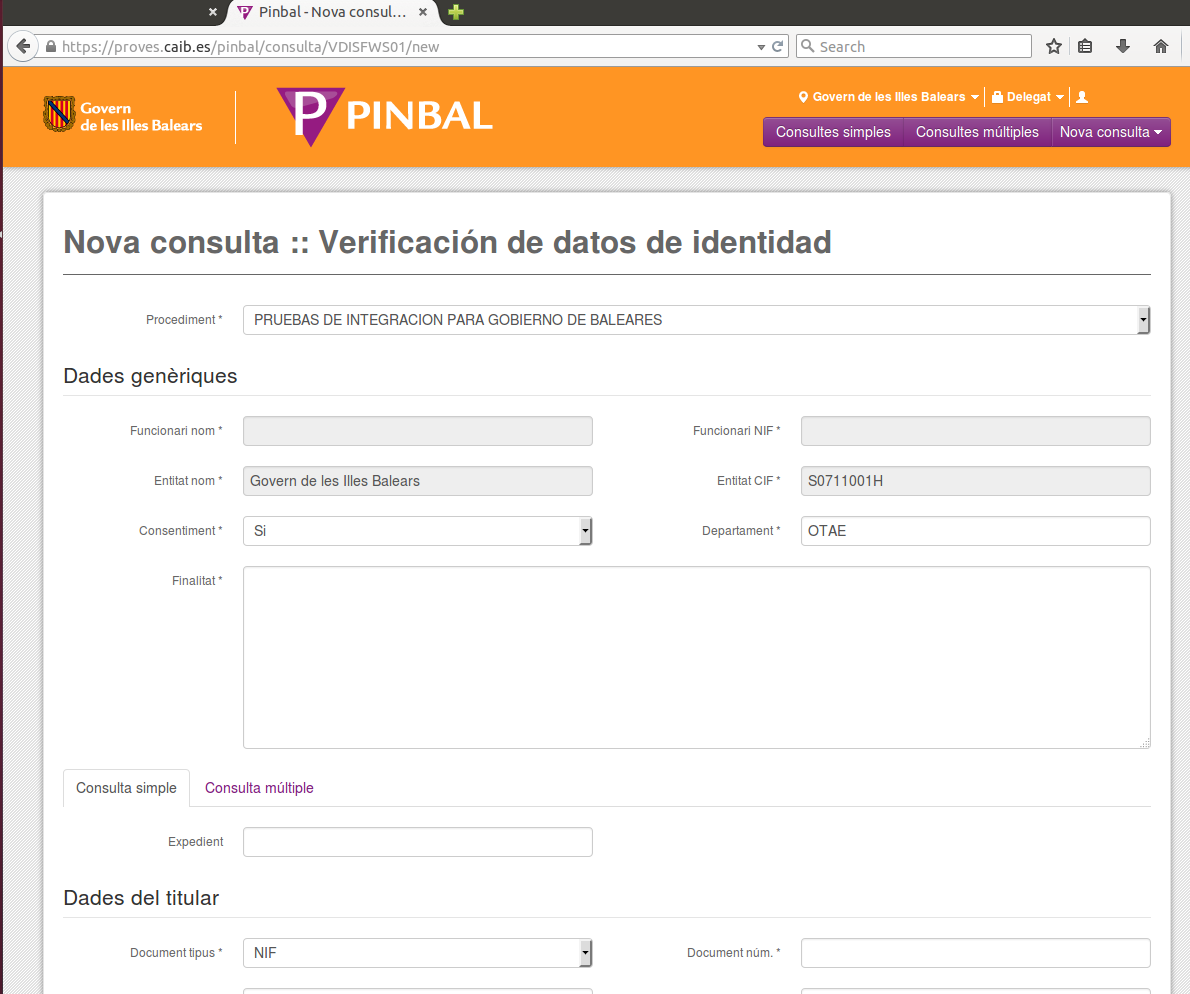 Pinbal - Nova consul...
https://proves.caib.es/pinbal/consulta/VDISFWS01/new
Search
Govern
de les Illes Balears
PINBAL
Govern de les Illes Balears
Delegat
Consultes simples
Consultes múltiples
Nova consulta
Nova consulta :: Verificación de datos de identidad
Procediment *
PRUEBAS DE INTEGRACION PARA GOBIERNO DE BALEARES
Dades genèriques
Funcionari nom *
Funcionari NIF *
Entitat nom *
Govern de les Illes Balears
Entitat CIF *
S0711001H
Consentiment *
Si
Departament *
OTAE
Finalitat *
Consulta simple
Consulta múltiple
Expedient
Dades del titular
Document tipus *
NIF
Document núm. *